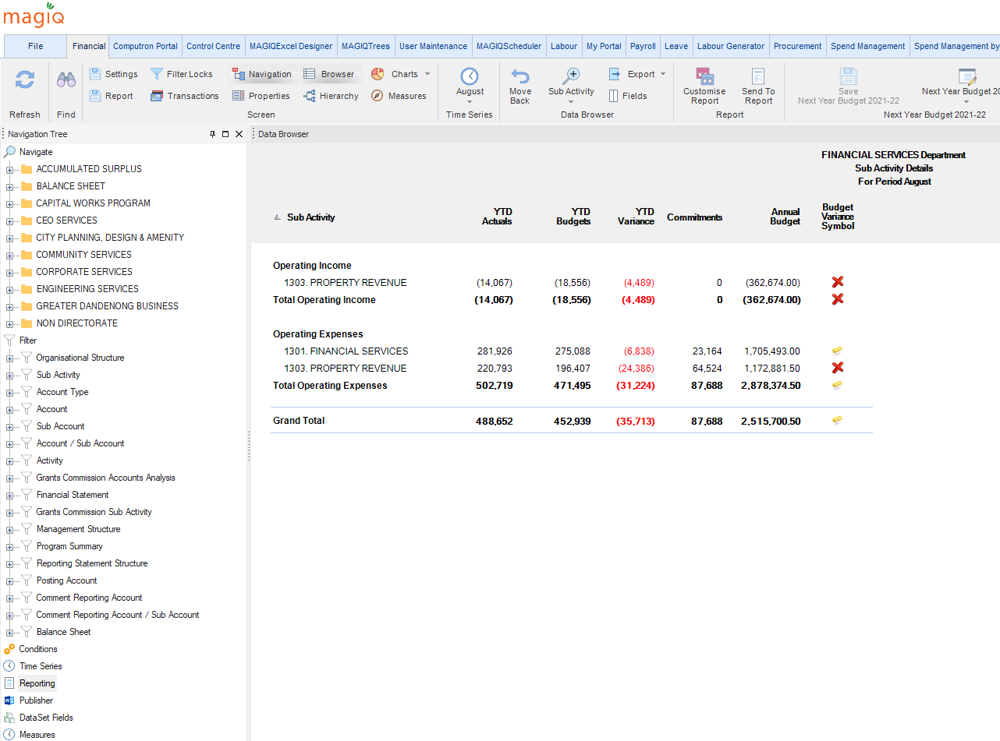 magiQ
File Financial Computron Portal Control Centre MAGIQExcel Designer MAGIQTrees User Maintenance MAGIQScheduler Labour My Portal Payroll Leave Labour Generator Procurement Spend Management Spend Management by
Settings Filter Locks Navigation Browser Charts Export
August Move Back Sub Activity Customise Report Send To Report Save Next Year Budget 2021-22 Next Year Budget 20
Report Transactions Properties Hierarchy Measures Fields
Refresh Find Screen Time Series Data Browser Report Next Year Budget 2021-22
Navigation Tree
Navigate
ACCUMULATED SURPLUS
BALANCE SHEET
CAPITAL WORKS PROGRAM
CEO SERVICES
CITY PLANNING, DESIGN & AMENITY
COMMUNITY SERVICES
CORPORATE SERVICES
ENGINEERING SERVICES
GREATER DANDENONG BUSINESS
NON DIRECTORATE
Filter
Organisational Structure
Sub Activity
Account Type
Account
Sub Account
Account / Sub Account
Activity
Grants Commission Accounts Analysis
Financial Statement
Grants Commission Sub Activity
Management Structure
Program Summary
Reporting Statement Structure
Posting Account
Comment Reporting Account
Comment Reporting Account / Sub Account
Balance Sheet
Conditions
Time Series
Reporting
Publisher
DataSet Fields
Measures
Data Browser
FINANCIAL SERVICES Department
Sub Activity Details
For Period August
Sub Activity YTD Actuals YTD Budgets YTD Variance Commitments Annual Budget Budget Variance Symbol
Operating Income
1303. PROPERTY REVENUE (14,067) (18,556) (4,489) 0 (362,674.00)
Total Operating Income (14,067) (18,556) (4,489) 0 (362,674.00)
Operating Expenses
1301. FINANCIAL SERVICES 281,926 275,088 (6,838) 23,164 1,705,493.00
1303. PROPERTY REVENUE 220,793 196,407 (24,386) 64,524 1,172,881.50
Total Operating Expenses 502,719 471,495 (31,224) 87,688 2,878,374.50
Grand Total 488,652 452,939 (35,713) 87,688 2,515,700.50